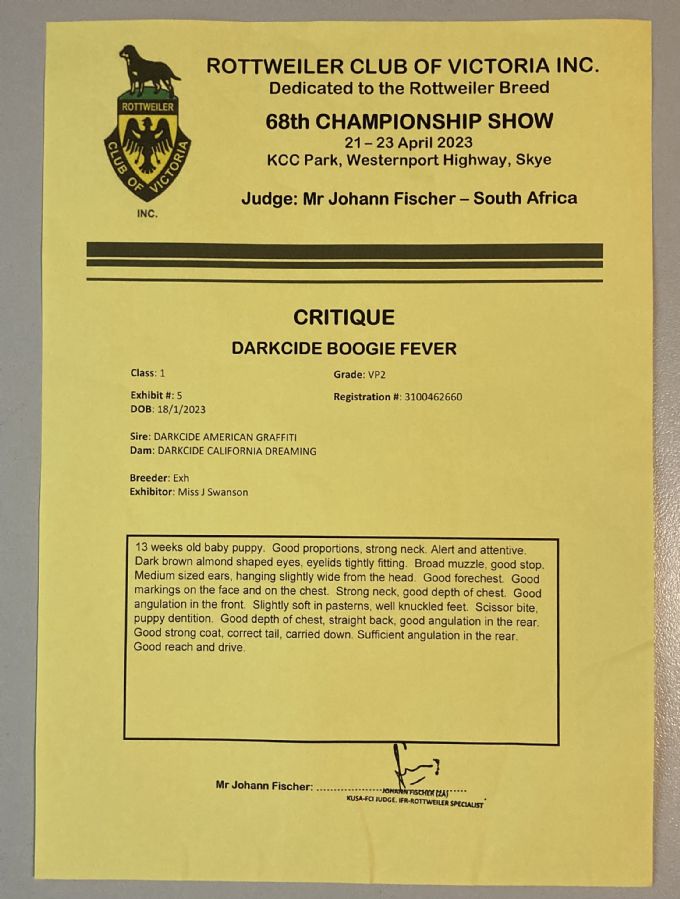 ROTTWEILER CLUB OF VICTORIA INC.
Dedicated to the Rottweiler Breed
68th CHAMPIONSHIP SHOW
21 – 23 April 2023
KCC Park, Westernport Highway, Skye
Judge: Mr Johann Fischer – South Africa
ROTTWEILER
CLUB OF VICTORIA
INC.
CRITIQUE
DARKCIDE BOOGIE FEVER
Class: 1 Grade: VP2
Exhibit #: 5 Registration #: 3100462660
DOB: 18/1/2023
Sire: DARKCIDE AMERICAN GRAFFITI
Dam: DARKCIDE CALIFORNIA DREAMING
Breeder: Exh
Exhibitor: Miss J Swanson
13 weeks old baby puppy. Good proportions, strong neck. Alert and attentive.
Dark brown almond shaped eyes, eyelids tightly fitting. Broad muzzle, good stop.
Medium sized ears, hanging slightly wide from the head. Good forechest. Good
markings on the face and on the chest. Strong neck, good depth of chest. Good
angulation in the front. Slightly soft in pasterns, well knuckled feet. Scissor bite,
puppy dentition. Good depth of chest, straight back, good angulation in the rear.
Good strong coat, correct tail, carried down. Sufficient angulation in the rear.
Good reach and drive.
Mr Johann Fischer:
JOHANN FISCHER (ZA)
KUSA-FCI JUDGE. IFR-ROTTWEILER SPECIALIST